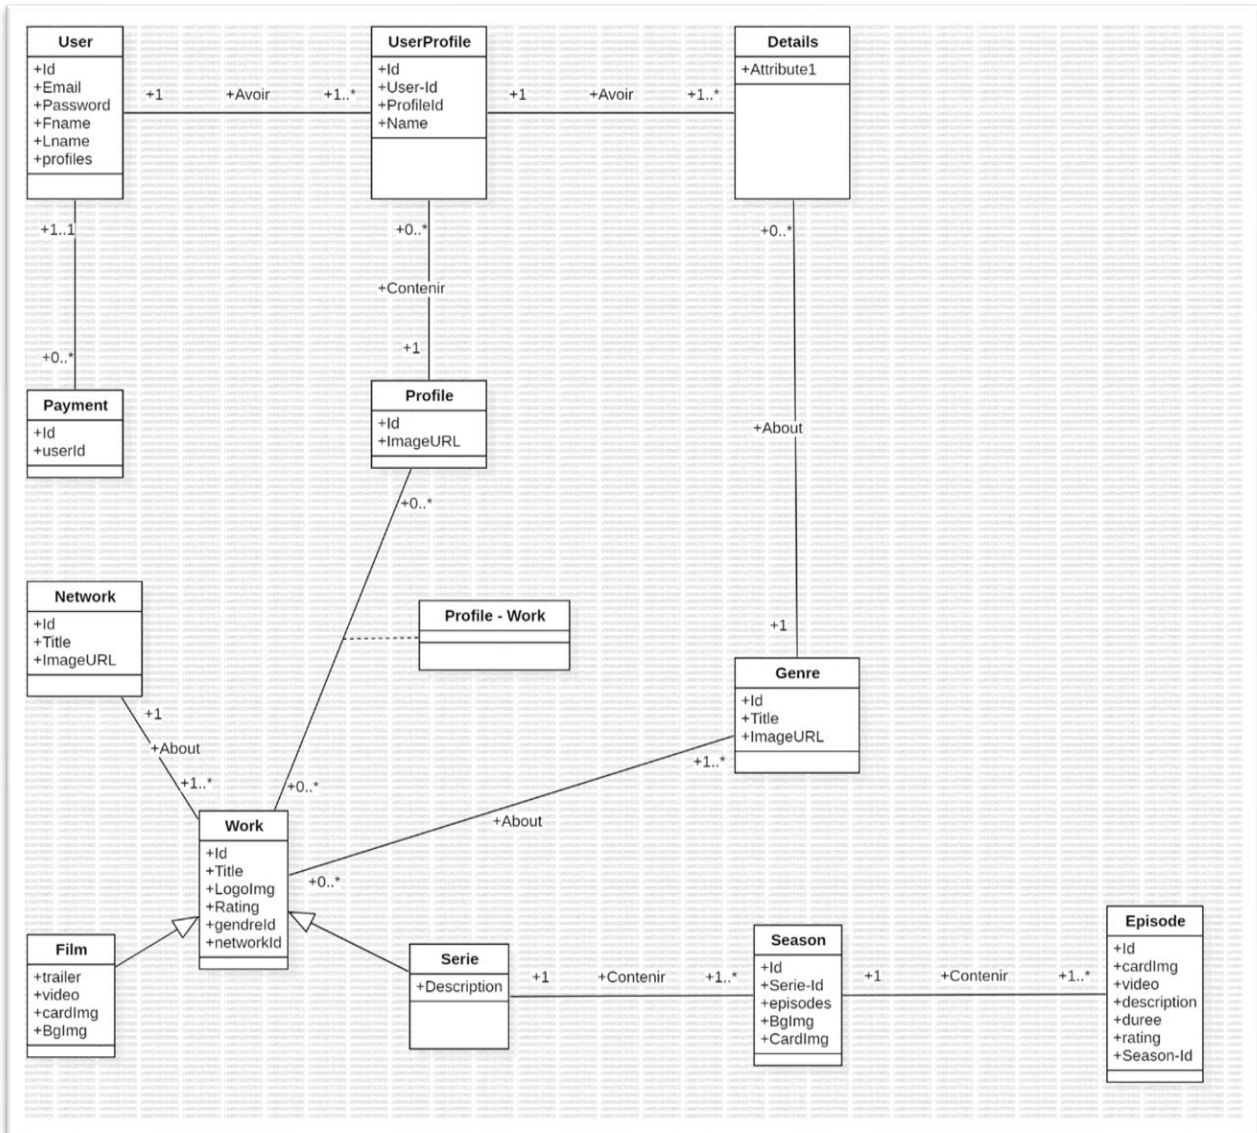 User
+Id
+Email
+Password
+Fname
+Lname
+profiles
+1
+Avoir
+1..*
UserProfile
+Id
+User-Id
+ProfileId
+Name
+1
+Avoir
+1..*
Details
+Attribute1
+1..1
+0..*
+0..*
+Contenir
+1
+0..*
+About
+1
Payment
+Id
+userId
Profile
+Id
+ImageURL
+0..*
Network
+Id
+Title
+ImageURL
Profile - Work
+1
+About
+1..*
+0..*
Genre
+Id
+Title
+ImageURL
+1..*
+About
+0..*
Work
+Id
+Title
+LogoImg
+Rating
+gendreId
+networkId
Film
+trailer
+video
+cardImg
+BgImg
Serie
+Description
+1
+Contenir
+1..*
Season
+Id
+Serie-Id
+episodes
+BgImg
+CardImg
+1
+Contenir
+1..*
Episode
+Id
+cardImg
+video
+description
+duree
+rating
+Season-Id